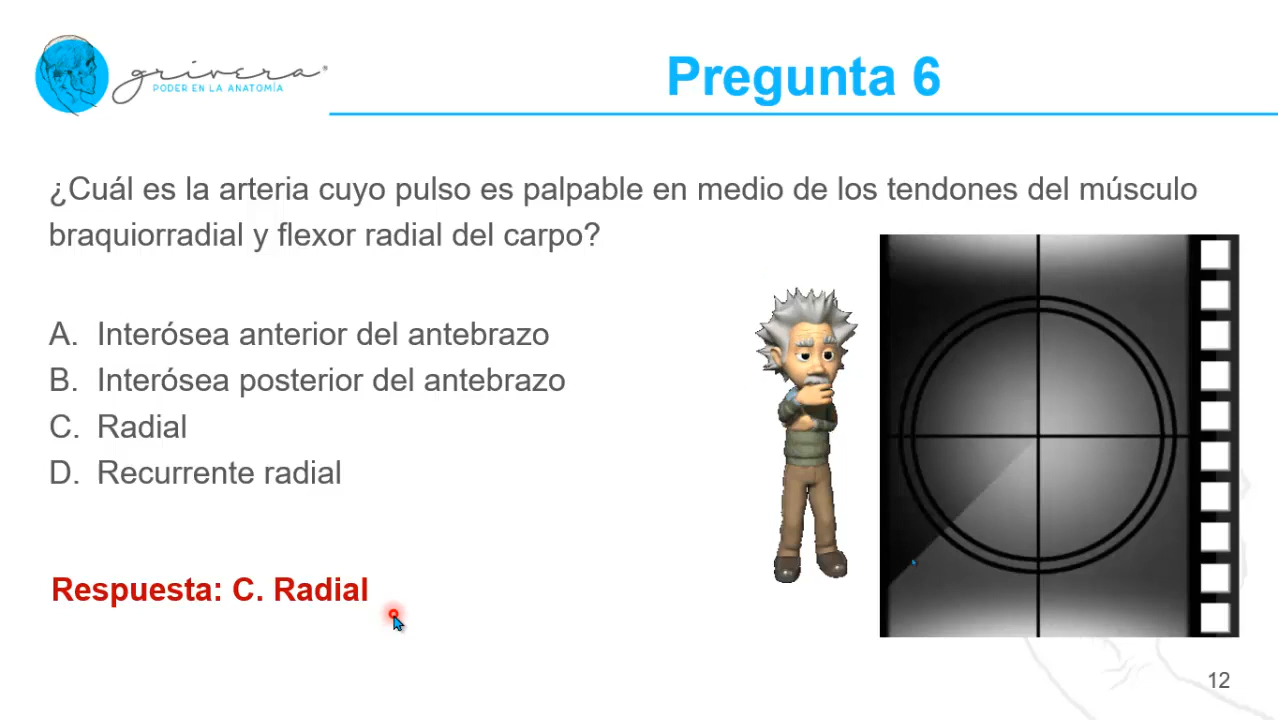 grivera®
PODER EN LA ANATOMÍA
Pregunta 6
¿Cuál es la arteria cuyo pulso es palpable en medio de los tendones del músculo
braquiorradial y flexor radial del carpo?
A. Interósea anterior del antebrazo
B. Interósea posterior del antebrazo
C. Radial
D. Recurrente radial
Respuesta: C. Radial
12